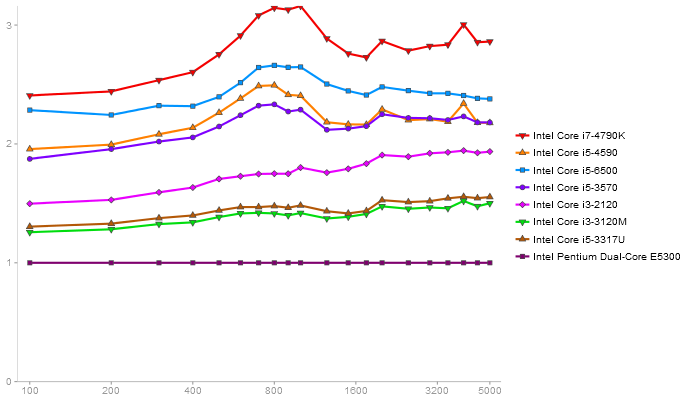 3
2
1
0
100
200
400
800
1600
3200
5000
Intel Core i7-4790K
Intel Core i5-4590
Intel Core i5-6500
Intel Core i5-3570
Intel Core i3-2120
Intel Core i3-3120M
Intel Core i5-3317U
Intel Pentium Dual-Core E5300